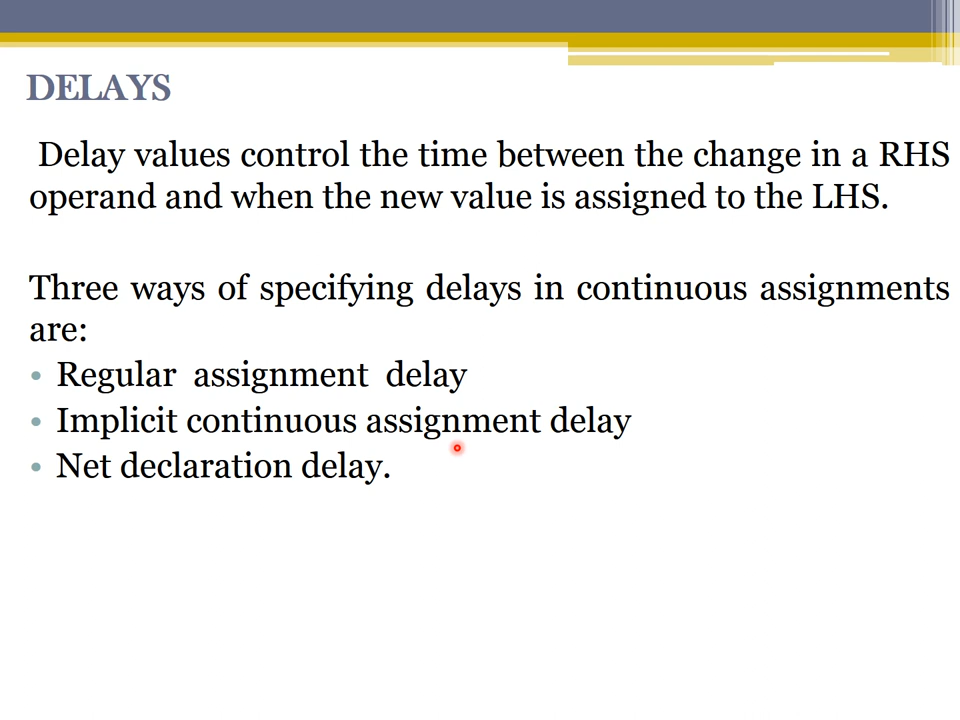 DELAYS
Delay values control the time between the change in a RHS
operand and when the new value is assigned to the LHS.
Three ways of specifying delays in continuous assignments
are:
• Regular assignment delay
• Implicit continuous assignment delay
• Net declaration delay.